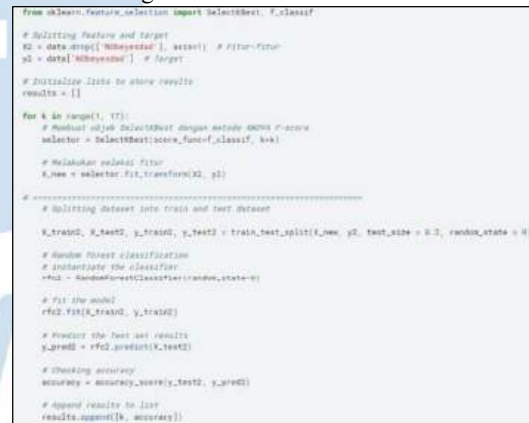 from sklearn.feature_selection import SelectKBest, f_classif
# Splitting feature and target
X2 = data.drop(['NObeyesdad'], axis=1) # Fitur-fitur
y2 = data['NObeyesdad'] # Target
# Initialize lists to store results
results = []
for k in range(1, 17):
# Membuat objek SelectKBest dengan metode ANOVA F-score
selector = SelectKBest(score_func=f_classif, k=k)
# Melakukan seleksi fitur
X_new = selector.fit_transform(X2, y2)
# Splitting dataset into train and test dataset
X_train2, X_test2, y_train2, y_test2 = train_test_split(X_new, y2, test_size = 0.3, random_state = 0
# Random forest classification
# instantiate the classifier
rfc2 = RandomForestClassifier(random_state=0)
# fit the model
rfc2.fit(X_train2, y_train2)
# Predict the Test set results
y_pred2 = rfc2.predict(X_test2)
# Checking accuracy
accuracy = accuracy_score(y_test2, y_pred2)
# Append results to list
results.append([k, accuracy])